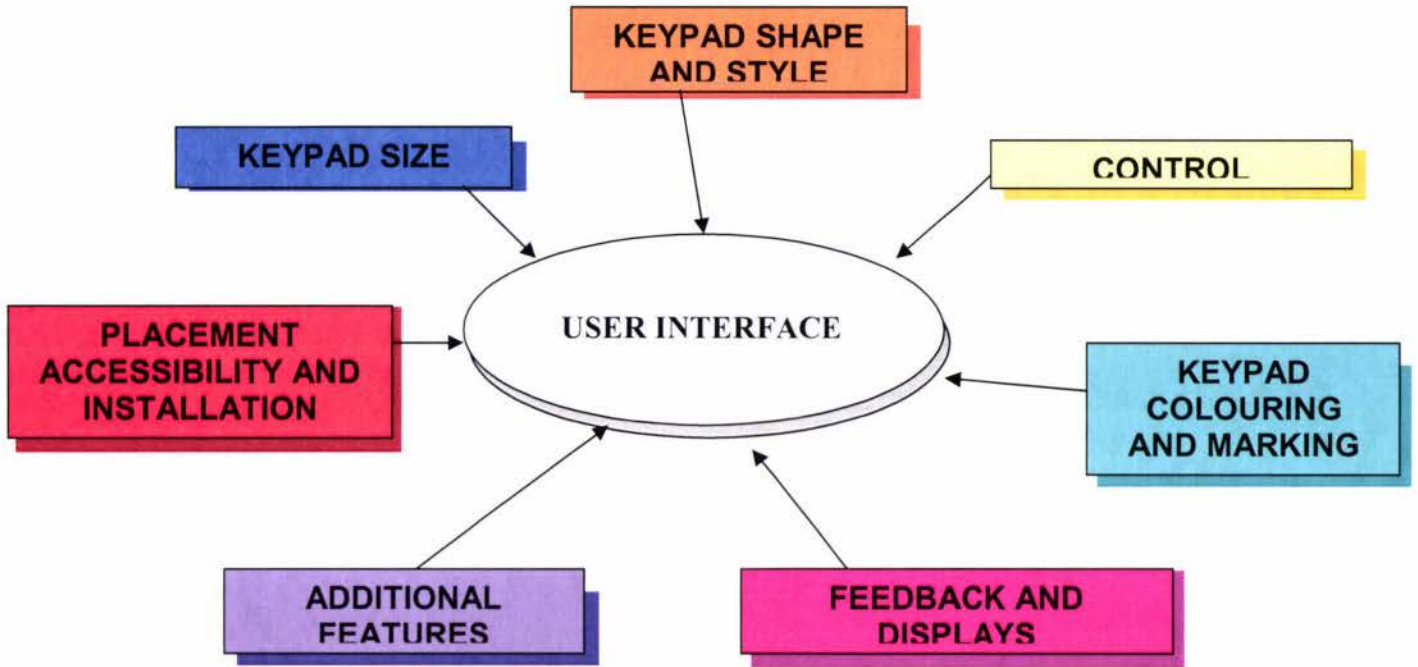 KEYPAD SHAPE
AND STYLE
KEYPAD SIZE
CONTROL
USER INTERFACE
PLACEMENT
ACCESSIBILITY AND
INSTALLATION
KEYPAD
COLOURING
AND MARKING
ADDITIONAL
FEATURES
FEEDBACK AND
DISPLAYS